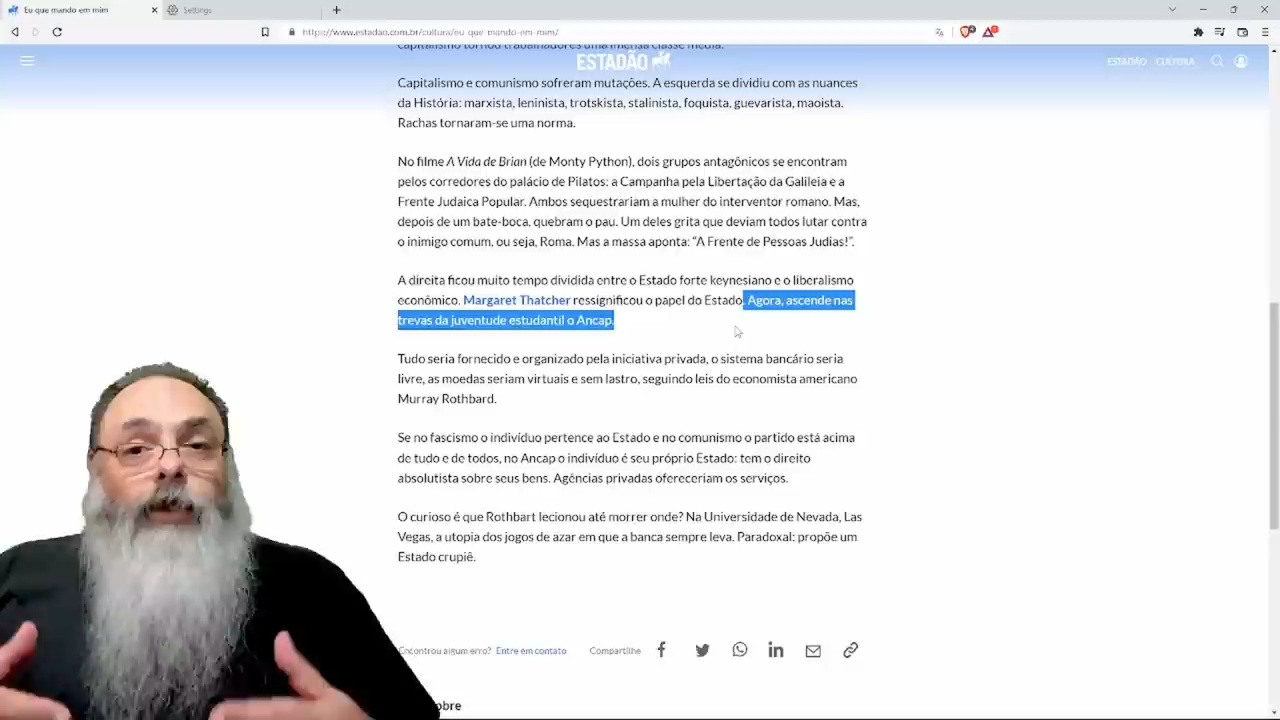 Eu que mando em mim
Settings
https://www.estadao.com.br/cultura/eu-que-mando-em-mim/
Capitalismo tornou trabalhadores uma imensa classe média.
ESTADÃO
ESTADÃO CULTURA
Capitalismo e comunismo sofreram mutações. A esquerda se dividiu com as nuances
da História: marxista, leninista, trotskista, stalinista, foquista, guevarista, maoista.
Rachas tornaram-se uma norma.
No filme A Vida de Brian (de Monty Python), dois grupos antagônicos se encontram
pelos corredores do palácio de Pilatos: a Campanha pela Libertação da Galileia e a
Frente Judaica Popular. Ambos sequestrariam a mulher do interventor romano. Mas,
depois de um bate-boca, quebram o pau. Um deles grita que deviam todos lutar contra
o inimigo comum, ou seja, Roma. Mas a massa aponta: “A Frente de Pessoas Judias!”.
A direita ficou muito tempo dividida entre o Estado forte keynesiano e o liberalismo
econômico. Margaret Thatcher ressignificou o papel do Estado. Agora, ascende nas
trevas da juventude estudantil o Ancap.
Tudo seria fornecido e organizado pela iniciativa privada, o sistema bancário seria
livre, as moedas seriam virtuais e sem lastro, seguindo leis do economista americano
Murray Rothbard.
Se no fascismo o indivíduo pertence ao Estado e no comunismo o partido está acima
de tudo e de todos, no Ancap o indivíduo é seu próprio Estado: tem o direito
absolutista sobre seus bens. Agências privadas ofereceriam os serviços.
O curioso é que Rothbart lecionou até morrer onde? Na Universidade de Nevada, Las
Vegas, a utopia dos jogos de azar em que a banca sempre leva. Paradoxal: propõe um
Estado crupiê.
Encontrou algum erro? Entre em contato
Compartilhe
obre